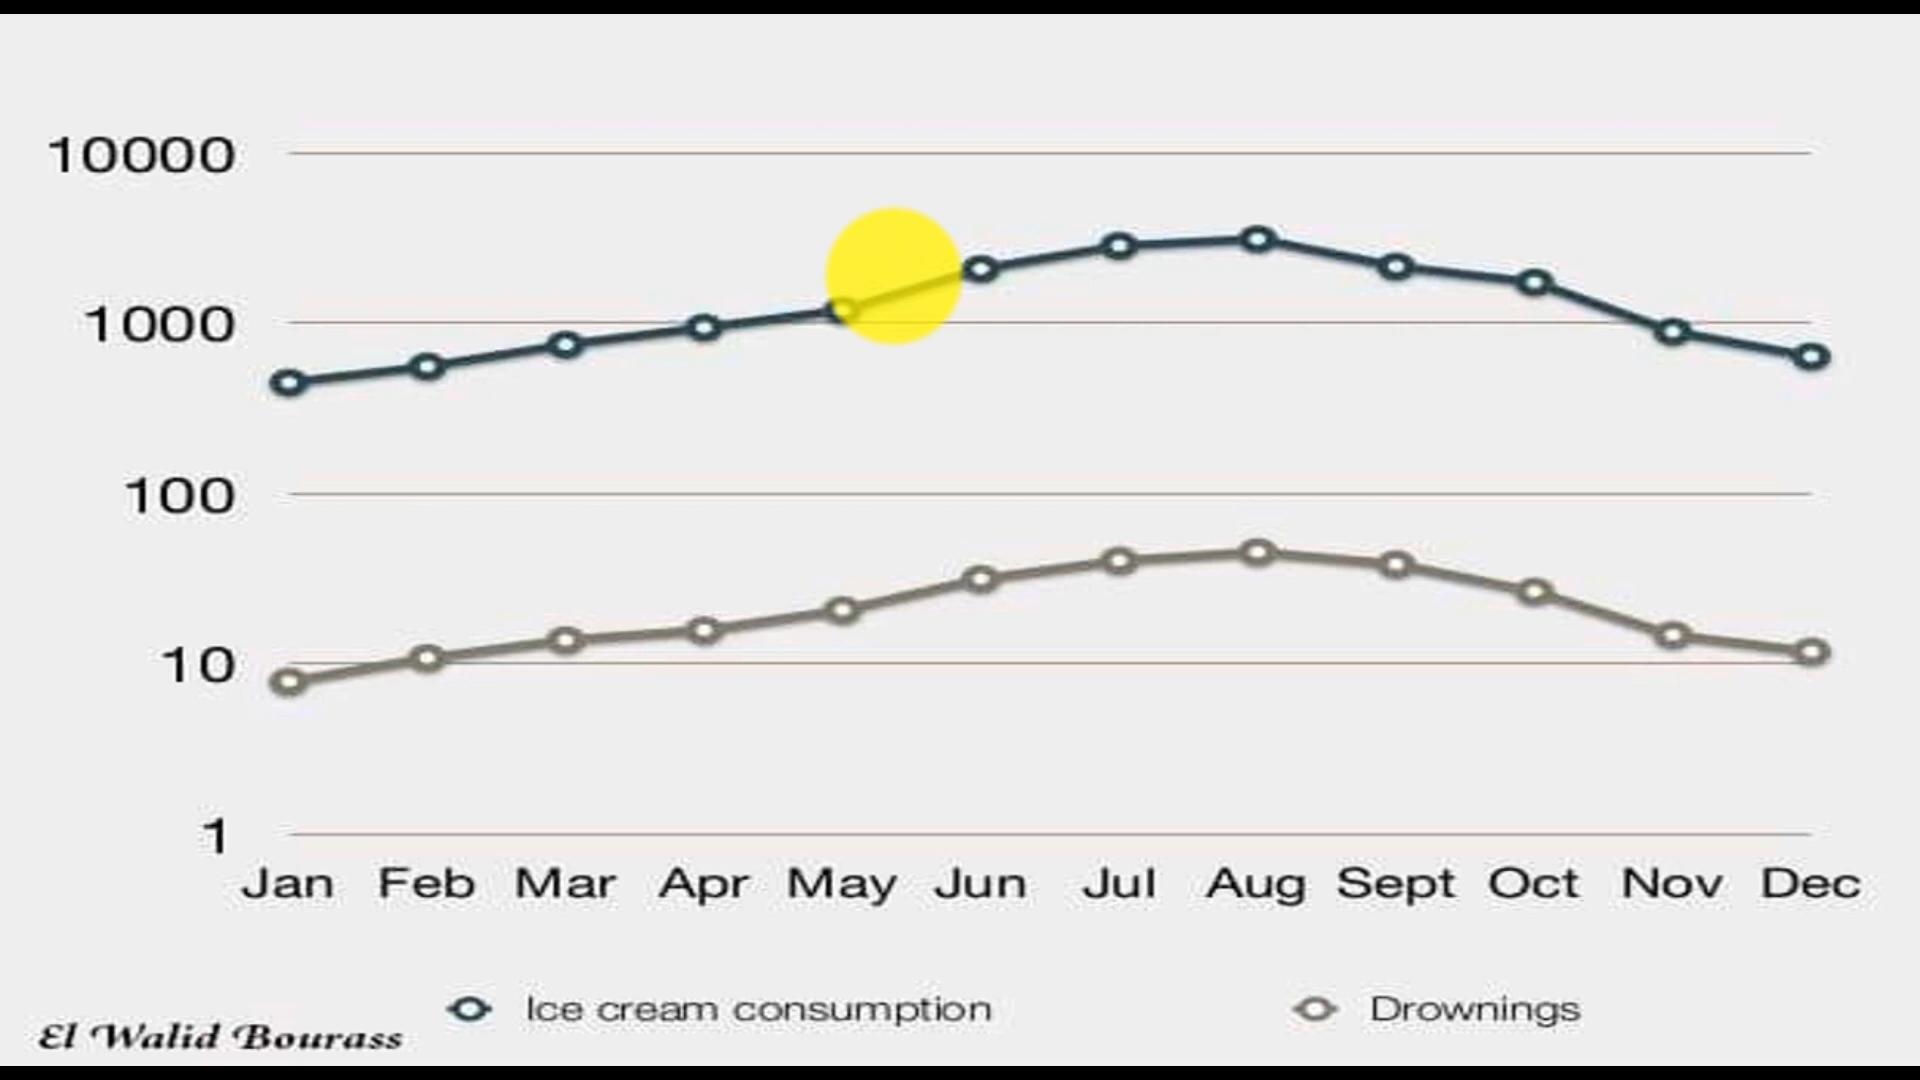 10000
1000
100
10
1
Jan Feb Mar Apr May Jun Jul Aug Sept Oct Nov Dec
Ice cream consumption Drownings
El Walid Bourass